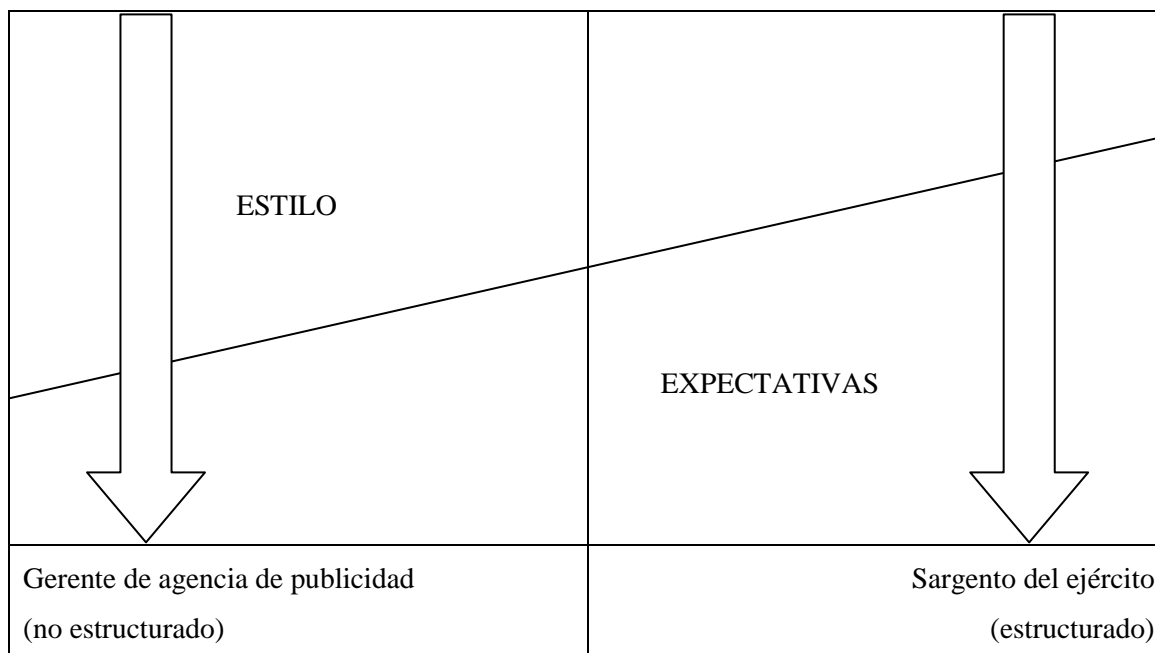 ESTILO
EXPECTATIVAS
Gerente de agencia de publicidad
(no estructurado)
Sargento del ejército
(estructurado)